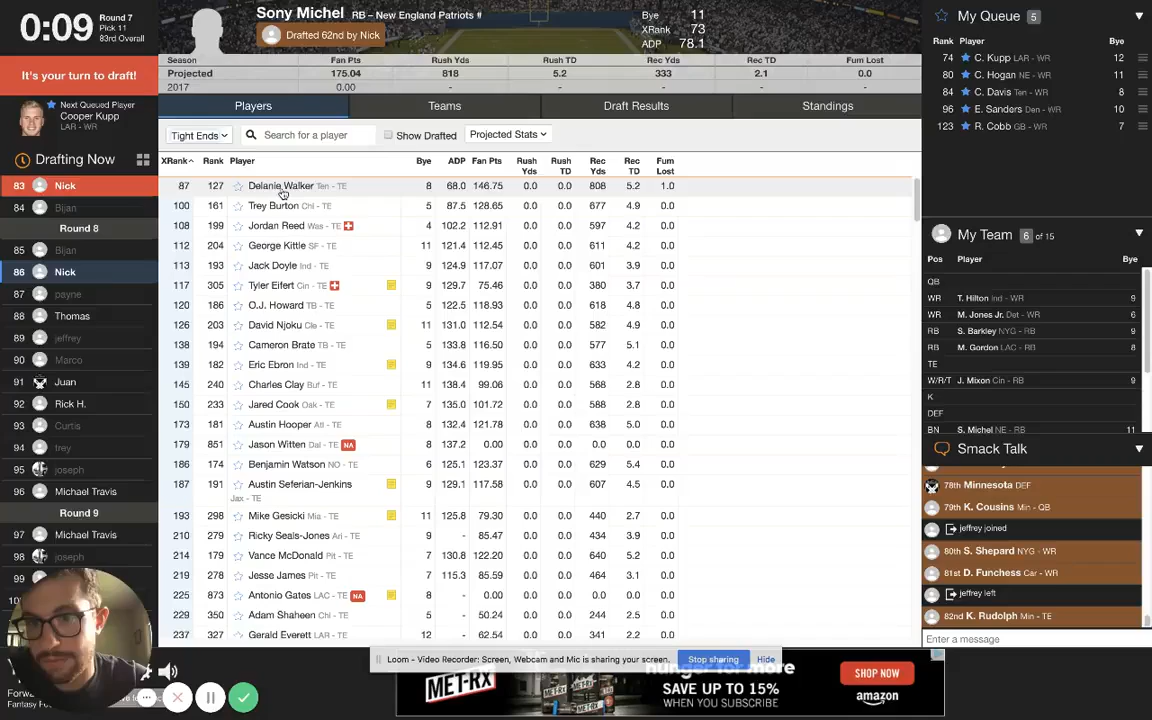 0:09
Round 7
Pick 11
83rd Overall
It's your turn to draft!
Next Queued Player
Cooper Kupp
LAR - WR
Drafting Now
83 Nick
84 Bijan
Round 8
85 Bijan
86 Nick
87 payne
88 Thomas
89 jeffrey
90 Marco
91 Juan
92 Rick H.
93 Curtis
94 trey
95 joseph
96 Michael Travis
Round 9
97 Michael Travis
98 joseph
99
Sony Michel RB – New England Patriots #
Drafted 62nd by Nick
Bye 11
XRank 73
ADP 78.1
Season Fan Pts Rush Yds Rush TD Rec Yds Rec TD Fum Lost
Projected 175.04 818 5.2 333 2.1 0.0
2017 0.00 - - - - -
Players Teams Draft Results Standings
Tight Ends Search for a player Show Drafted Projected Stats
XRank Rank Player Bye ADP Fan Pts Rush Yds Rush TD Rec Yds Rec TD Fum Lost
87 127 Delanie Walker Ten - TE 8 68.0 146.75 0.0 0.0 808 5.2 1.0
100 161 Trey Burton Chi - TE 5 87.5 128.65 0.0 0.0 677 4.9 0.0
108 199 Jordan Reed Was - TE 4 102.2 112.91 0.0 0.0 597 4.2 0.0
112 204 George Kittle SF - TE 11 121.4 112.45 0.0 0.0 611 4.2 0.0
113 193 Jack Doyle Ind - TE 9 124.9 117.07 0.0 0.0 601 3.9 0.0
117 305 Tyler Eifert Cin - TE 9 129.7 75.46 0.0 0.0 380 3.7 0.0
120 186 O.J. Howard TB - TE 5 122.5 118.93 0.0 0.0 618 4.8 0.0
126 203 David Njoku Cle - TE 11 131.0 112.54 0.0 0.0 582 4.9 0.0
138 194 Cameron Brate TB - TE 5 133.8 116.50 0.0 0.0 577 5.1 0.0
139 182 Eric Ebron Ind - TE 9 134.6 119.95 0.0 0.0 633 4.2 0.0
145 240 Charles Clay Buf - TE 11 138.4 99.06 0.0 0.0 568 2.8 0.0
150 233 Jared Cook Oak - TE 7 135.0 101.72 0.0 0.0 588 2.8 0.0
173 181 Austin Hooper Atl - TE 8 132.4 121.78 0.0 0.0 638 5.0 0.0
179 851 Jason Witten Dal - TE NA 8 137.2 0.00 0.0 0.0 0.0 0.0 0.0
186 174 Benjamin Watson NO - TE 6 125.1 123.37 0.0 0.0 629 5.4 0.0
187 191 Austin Seferian-Jenkins 9 129.1 117.58 0.0 0.0 607 4.5 0.0
Jax - TE
193 298 Mike Gesicki Mia - TE 11 125.8 79.30 0.0 0.0 440 2.7 0.0
210 279 Ricky Seals-Jones Ari - TE 9 - 85.47 0.0 0.0 434 3.9 0.0
214 179 Vance McDonald Pit - TE 7 130.8 122.20 0.0 0.0 640 5.2 0.0
219 278 Jesse James Pit - TE 7 115.3 85.59 0.0 0.0 464 3.1 0.0
225 873 Antonio Gates LAC - TE NA 8 - 0.00 0.0 0.0 0.0 0.0 0.0
229 350 Adam Shaheen Chi - TE 5 - 50.24 0.0 0.0 244 2.5 0.0
237 327 Gerald Everett LAR - TE 12 - 62.54 0.0 0.0 341 2.2 0.0
Loom - Video Recorder: Screen, Webcam and Mic is sharing your screen. Stop sharing Hide
MET-RX
hunger for more
SAVE UP TO 15%
WHEN YOU SUBSCRIBE
SHOP NOW
amazon
My Queue 5
Rank Player Bye
74 C. Kupp LAR - WR 12
80 C. Hogan NE - WR 11
84 C. Davis Ten - WR 8
96 E. Sanders Den - WR 10
123 R. Cobb GB - WR 7
My Team 6 of 15
Pos Player Bye
QB
WR T. Hilton Ind - WR 9
WR M. Jones Jr. Det - WR 6
RB S. Barkley NYG - RB 9
RB M. Gordon LAC - RB 8
TE
W/R/T J. Mixon Cin - RB 9
K
DEF
BN S. Michel NE - RB 11
Smack Talk
78th Minnesota DEF
79th K. Cousins Min - QB
jeffrey joined
80th S. Shepard NYG - WR
81st D. Funchess Car - WR
jeffrey left
82nd K. Rudolph Min - TE
Enter a message